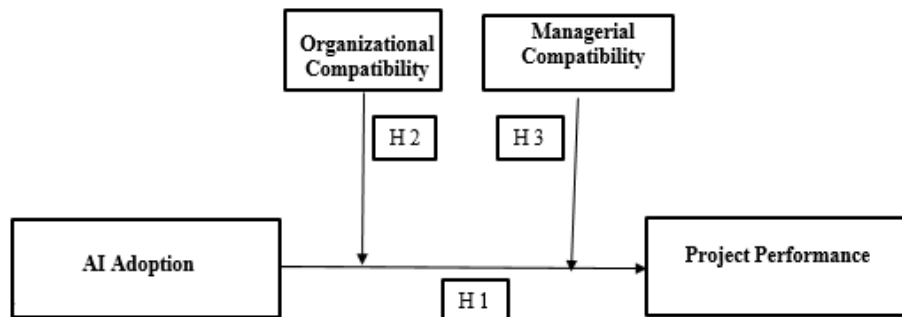 Organizational
Compatibility
Managerial
Compatibility
H 2
H 3
AI Adoption
Project Performance
H 1